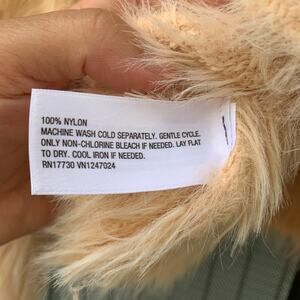 100% NYLON
MACHINE WASH COLD SEPARATELY. GENTLE CYCLE.
ONLY NON-CHLORINE BLEACH IF NEEDED. LAY FLAT
TO DRY. COOL IRON IF NEEDED.
RN17730 VN1247024